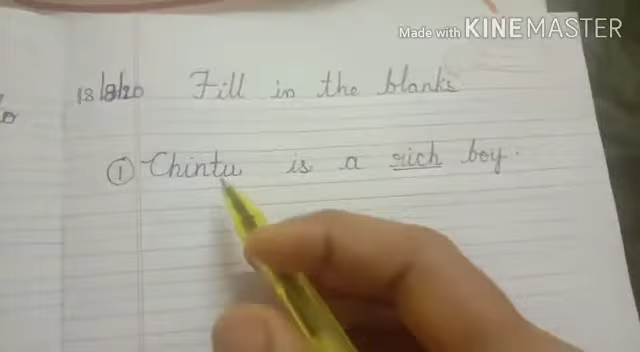 Made with KINEMASTER
18/8/20 Fill in the blanks
① Chintu is a rich boy.